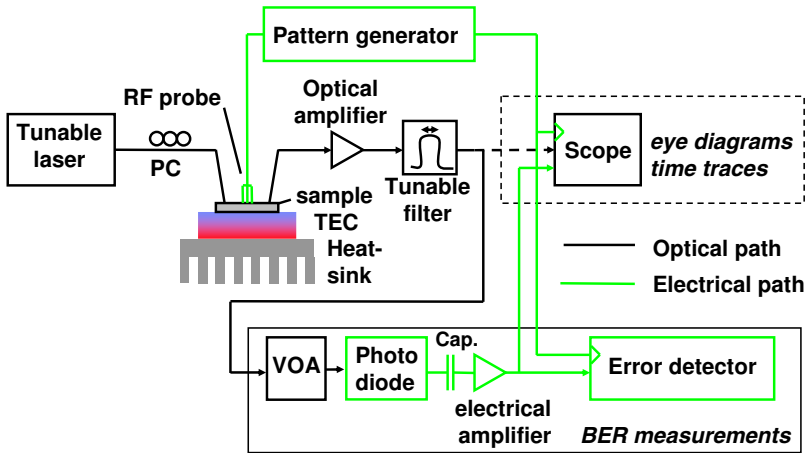 Pattern generator
Optical
amplifier
RF probe
Tunable
laser
PC
Scope
eye diagrams
time traces
Tunable
filter
sample
TEC
Heat-
sink
Optical path
Electrical path
Cap.
VOA
Photo
diode
Error detector
electrical
amplifier
BER measurements